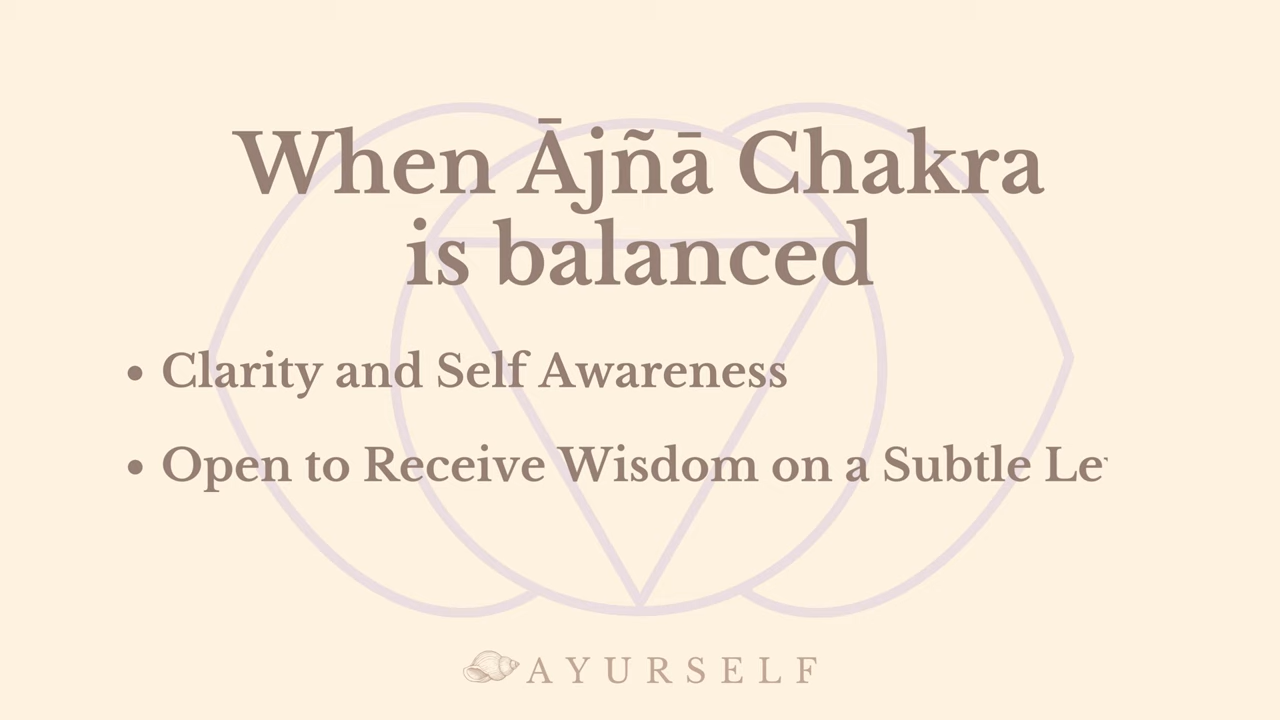 When Ājñā Chakra
is balanced
• Clarity and Self Awareness
• Open to Receive Wisdom on a Subtle
AYURSELF